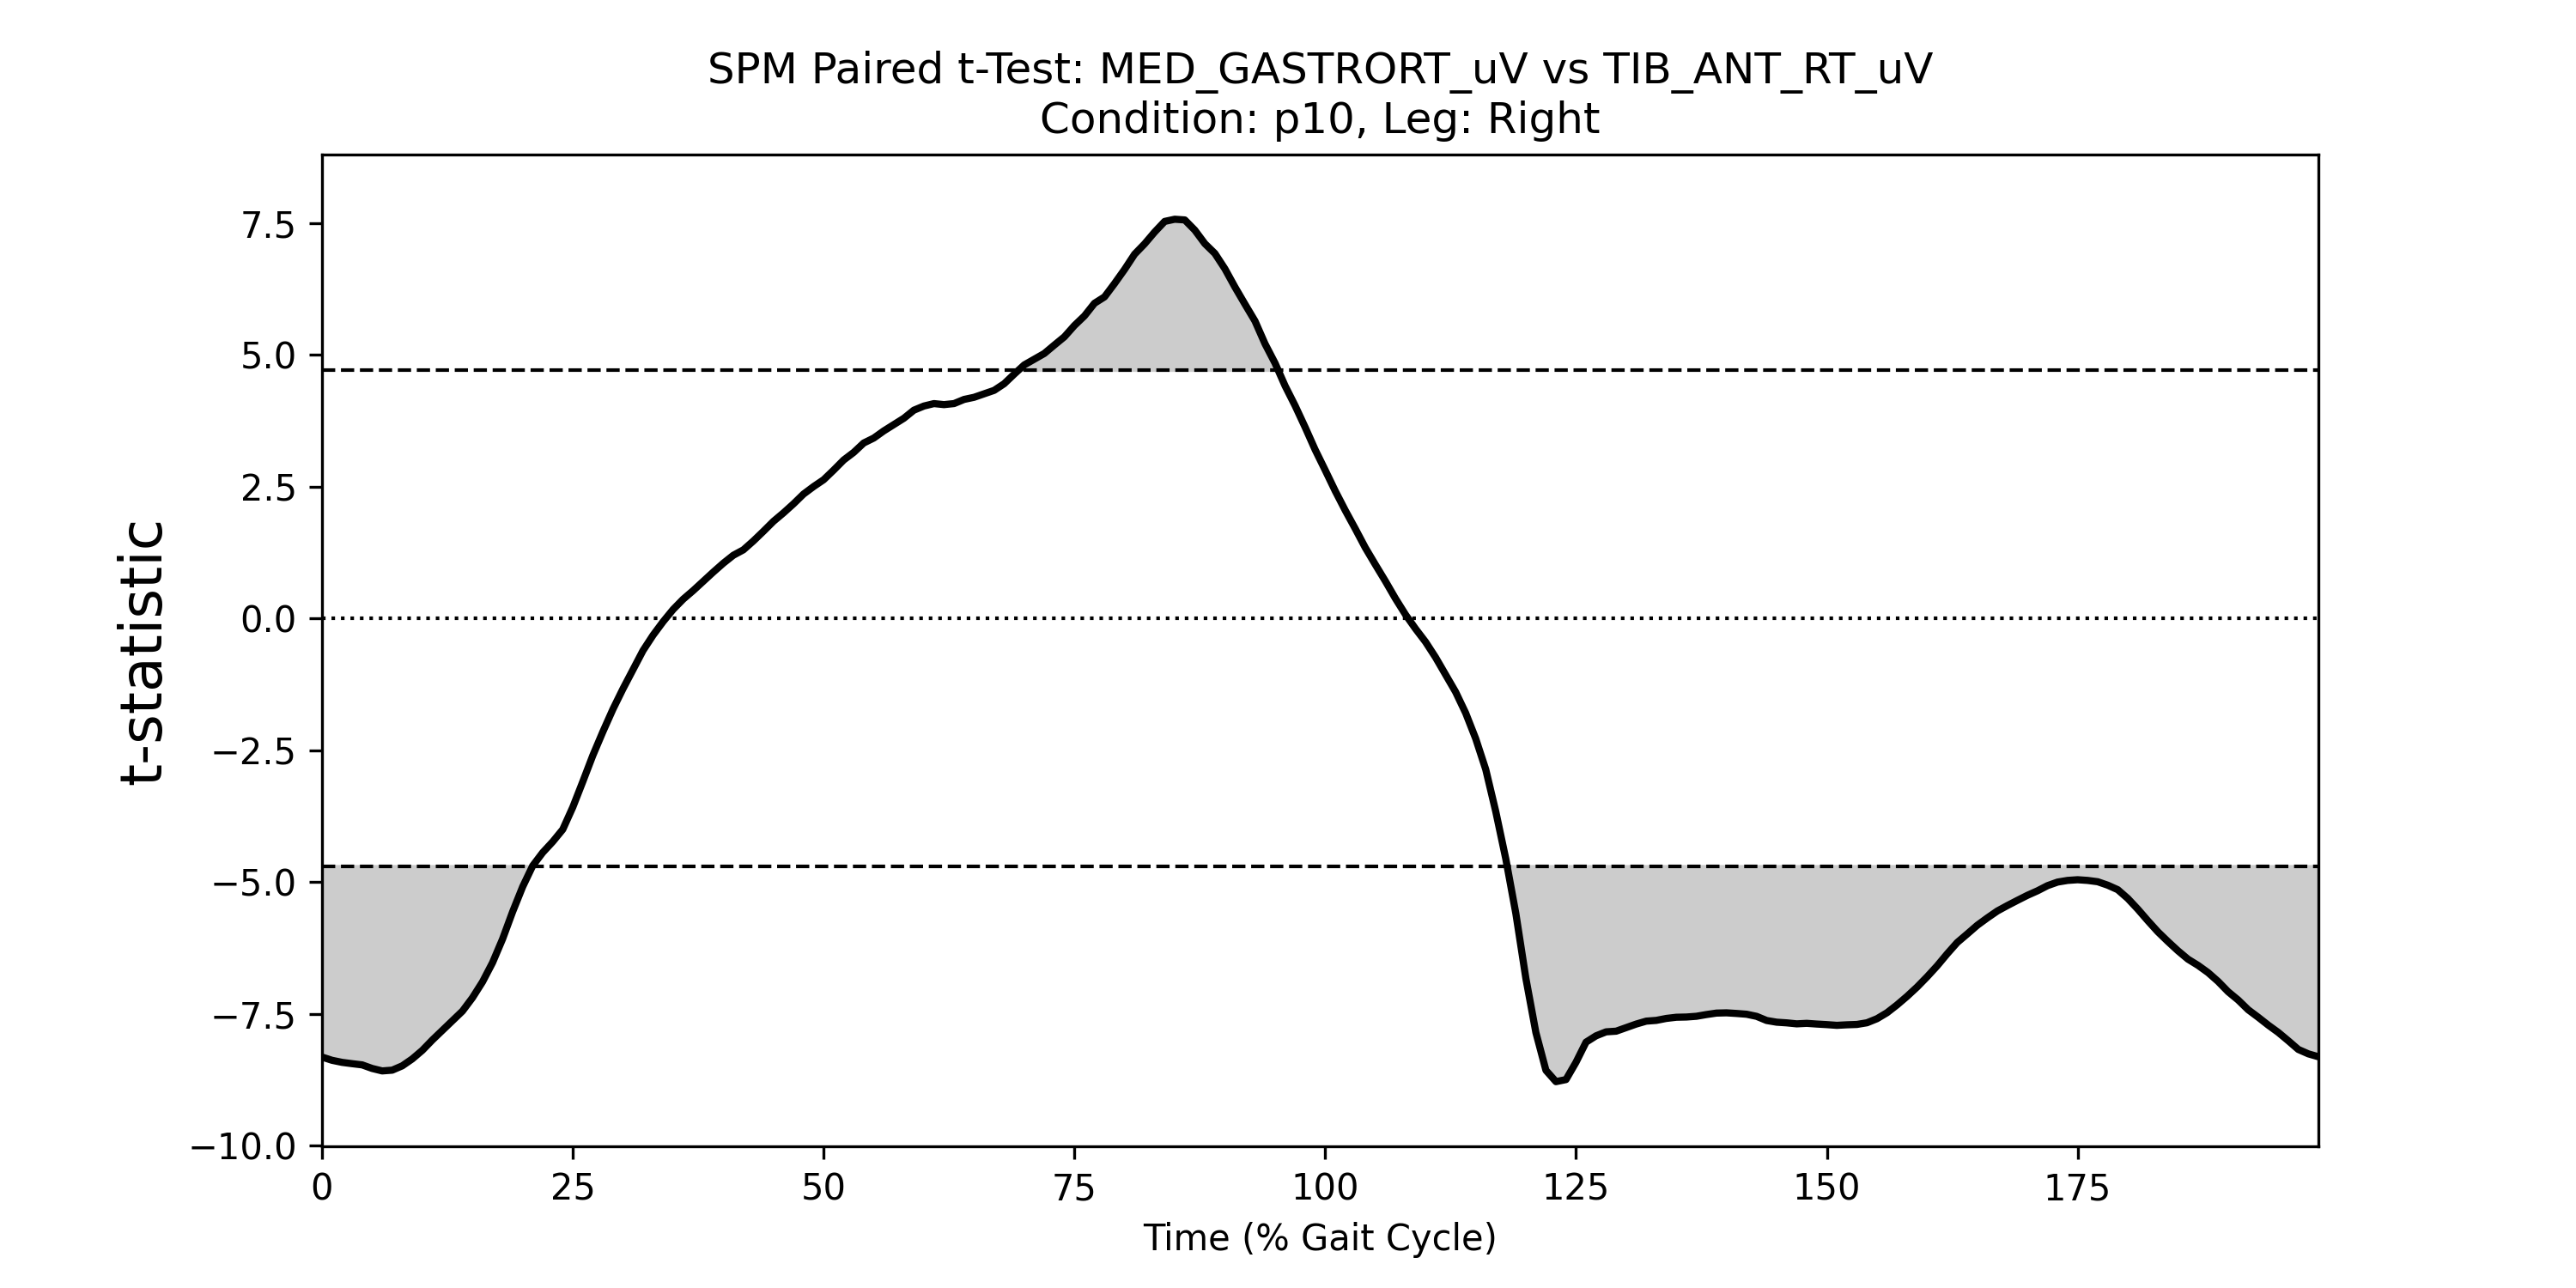 SPM Paired t-Test: MED_GASTRORT_uV vs TIB_ANT_RT_uV
Condition: p10, Leg: Right
t-statistic
7.5
5.0
2.5
0.0
−2.5
−5.0
−7.5
−10.0
0 25 50 75 100 125 150 175
Time (% Gait Cycle)